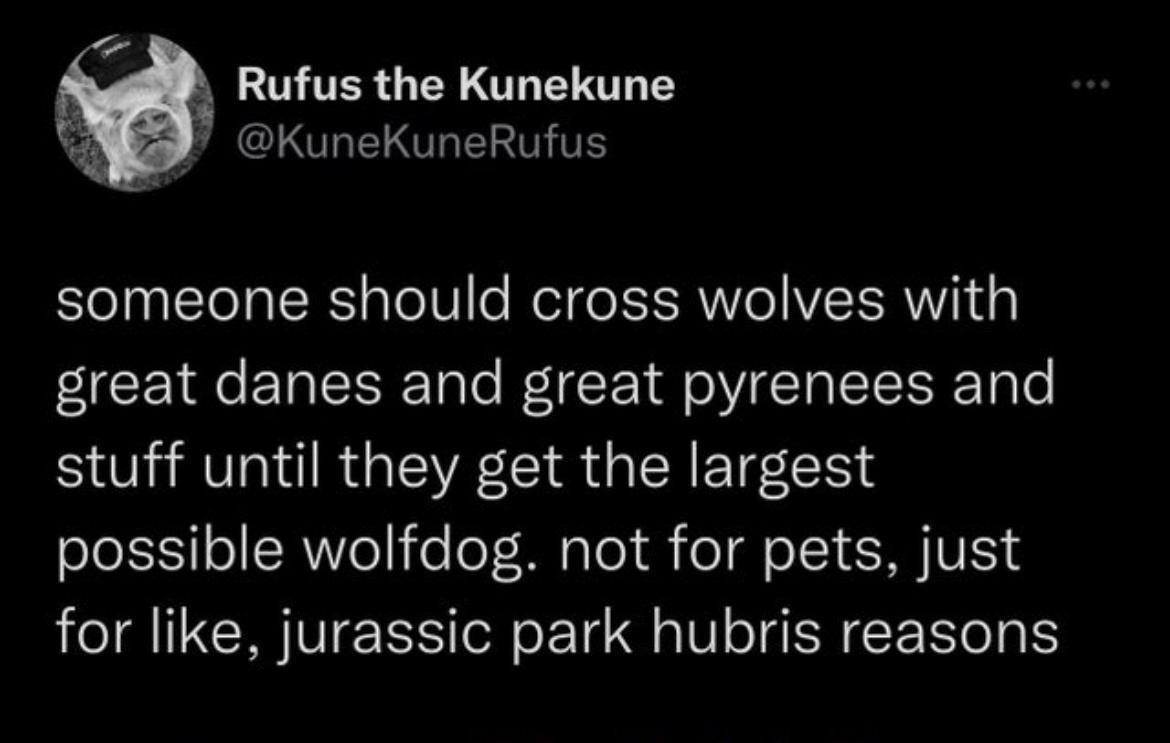 Rufus the Kunekune
@KuneKuneRufus
someone should cross wolves with
great danes and great pyrenees and
stuff until they get the largest
possible wolfdog. not for pets, just
for like, jurassic park hubris reasons